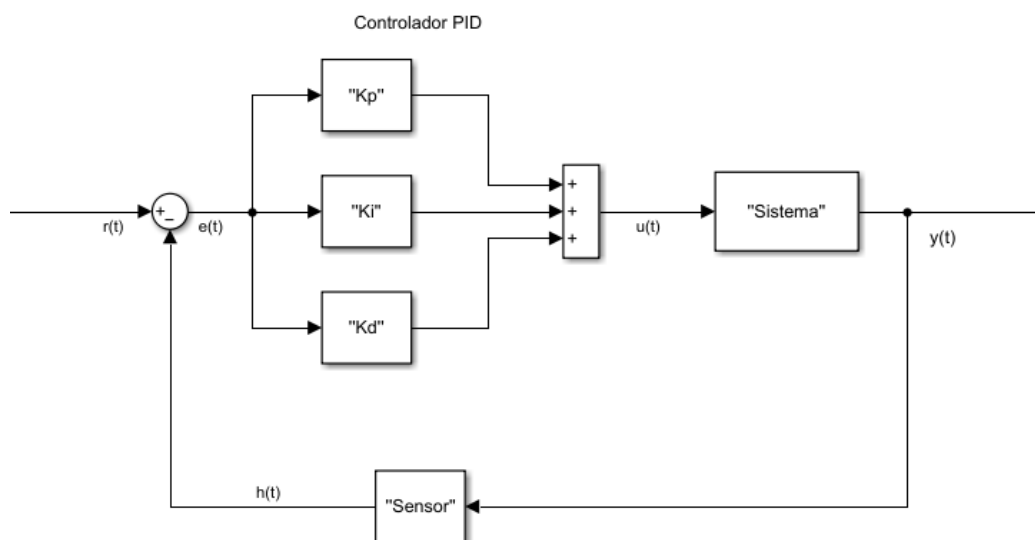 Controlador PID
"Kp"
+
–
r(t)
e(t)
"Ki"
+
+
+
u(t)
"Sistema"
y(t)
"Kd"
h(t)
"Sensor"